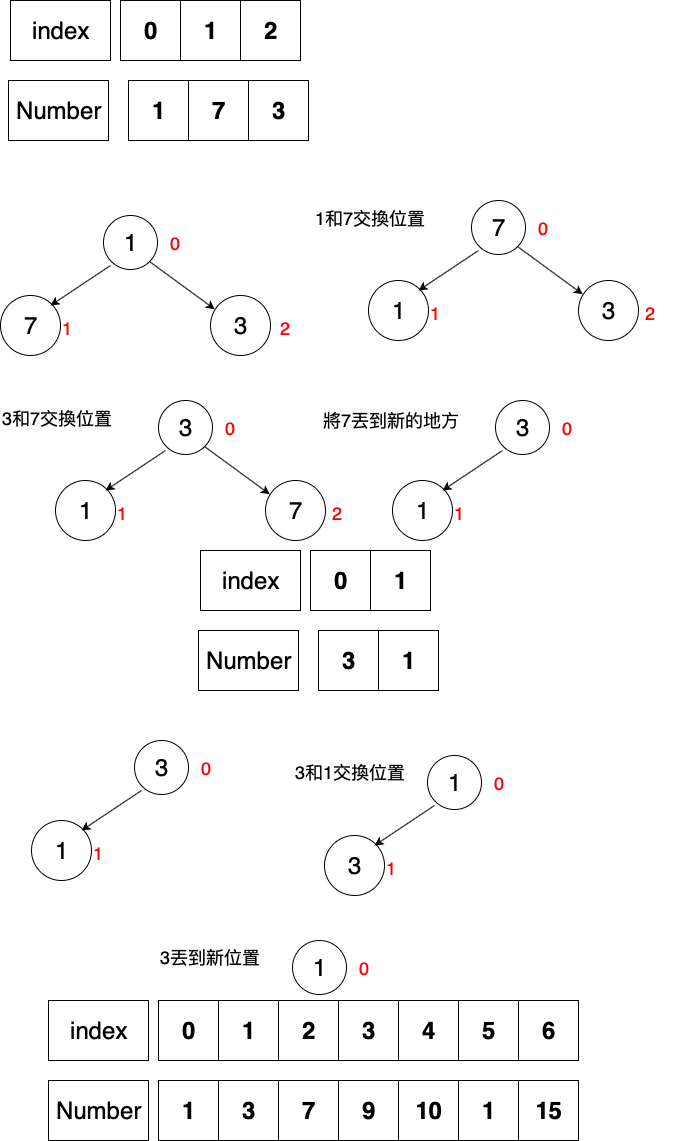 index 0 1 2
Number 1 7 3
1 0
7 1 3 2
1和7交換位置 7 0
1 1 3 2
3和7交換位置 3 0
1 1 7 2
將7丟到新的地方 3 0
1 1
index 0 1
Number 3 1
3 0
1 1
3和1交換位置 1 0
3 1
3丟到新位置 1 0
index 0 1 2 3 4 5 6
Number 1 3 7 9 10 1 15